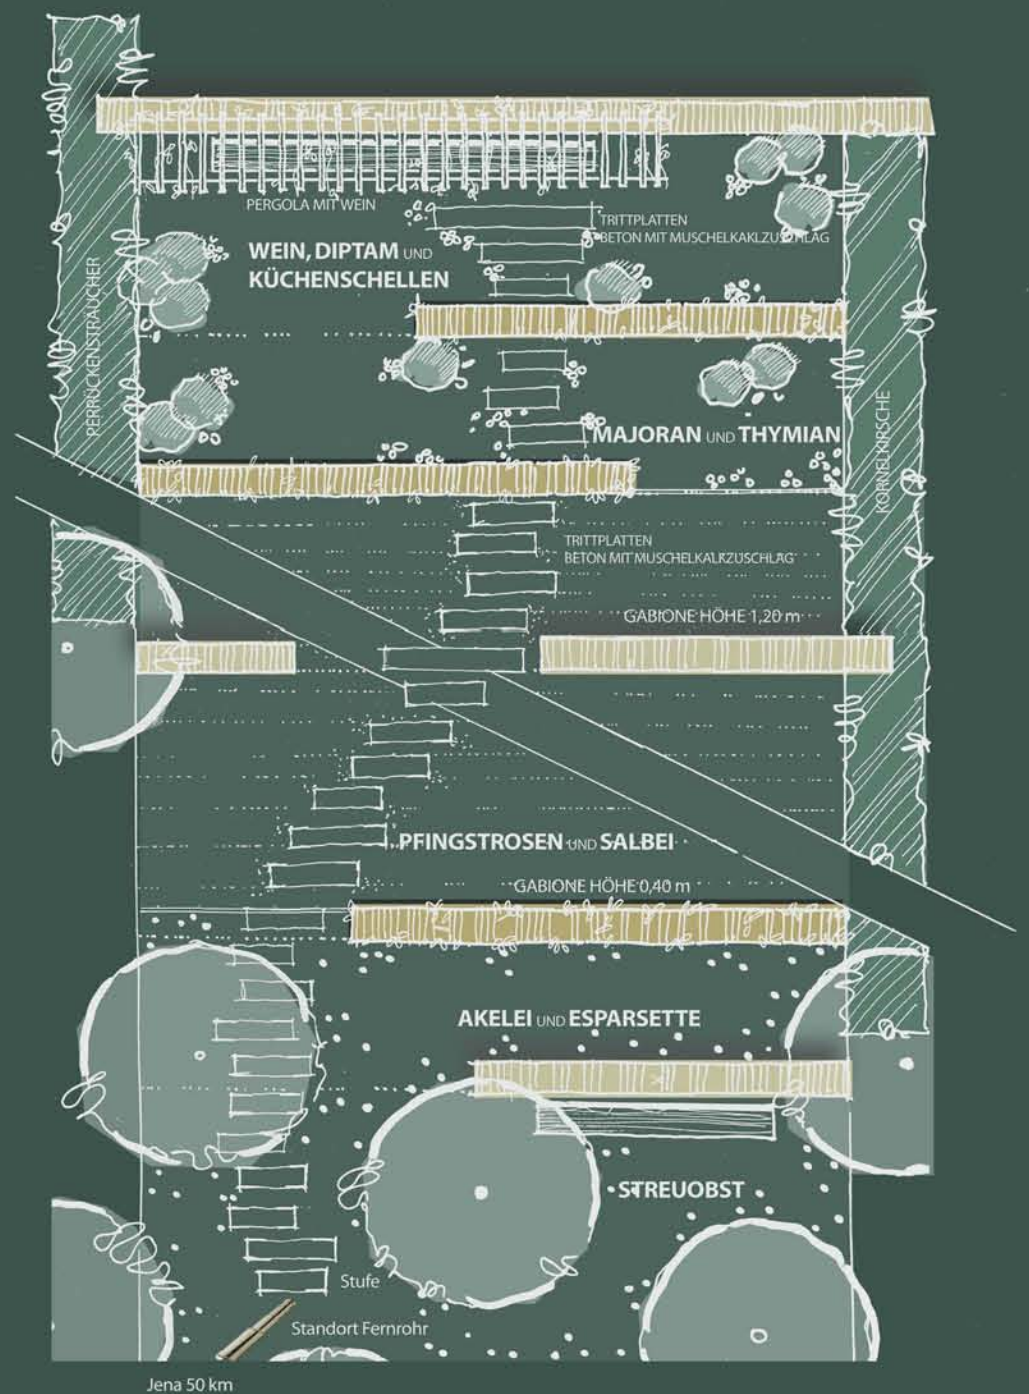 PERGOLA MIT WEIN
TRITTPLATTEN
BETON MIT MUSCHELKAKLZUSCHLAG
WEIN, DIPTAM UND
KÜCHENSCHELLEN
PERRÜCKENSTRÄUCHER
MAJORAN UND THYMIAN
KORNELKIRSCHE
TRITTPLATTEN
BETON MIT MUSCHELKALKZUSCHLAG
GABIONE HÖHE 1,20 m
PFINGSTROSEN UND SALBEI
GABIONE HÖHE 0,40 m
AKELEI UND ESPARSETTE
STREUOBST
Stufe
Standort Fernrohr
Jena 50 km